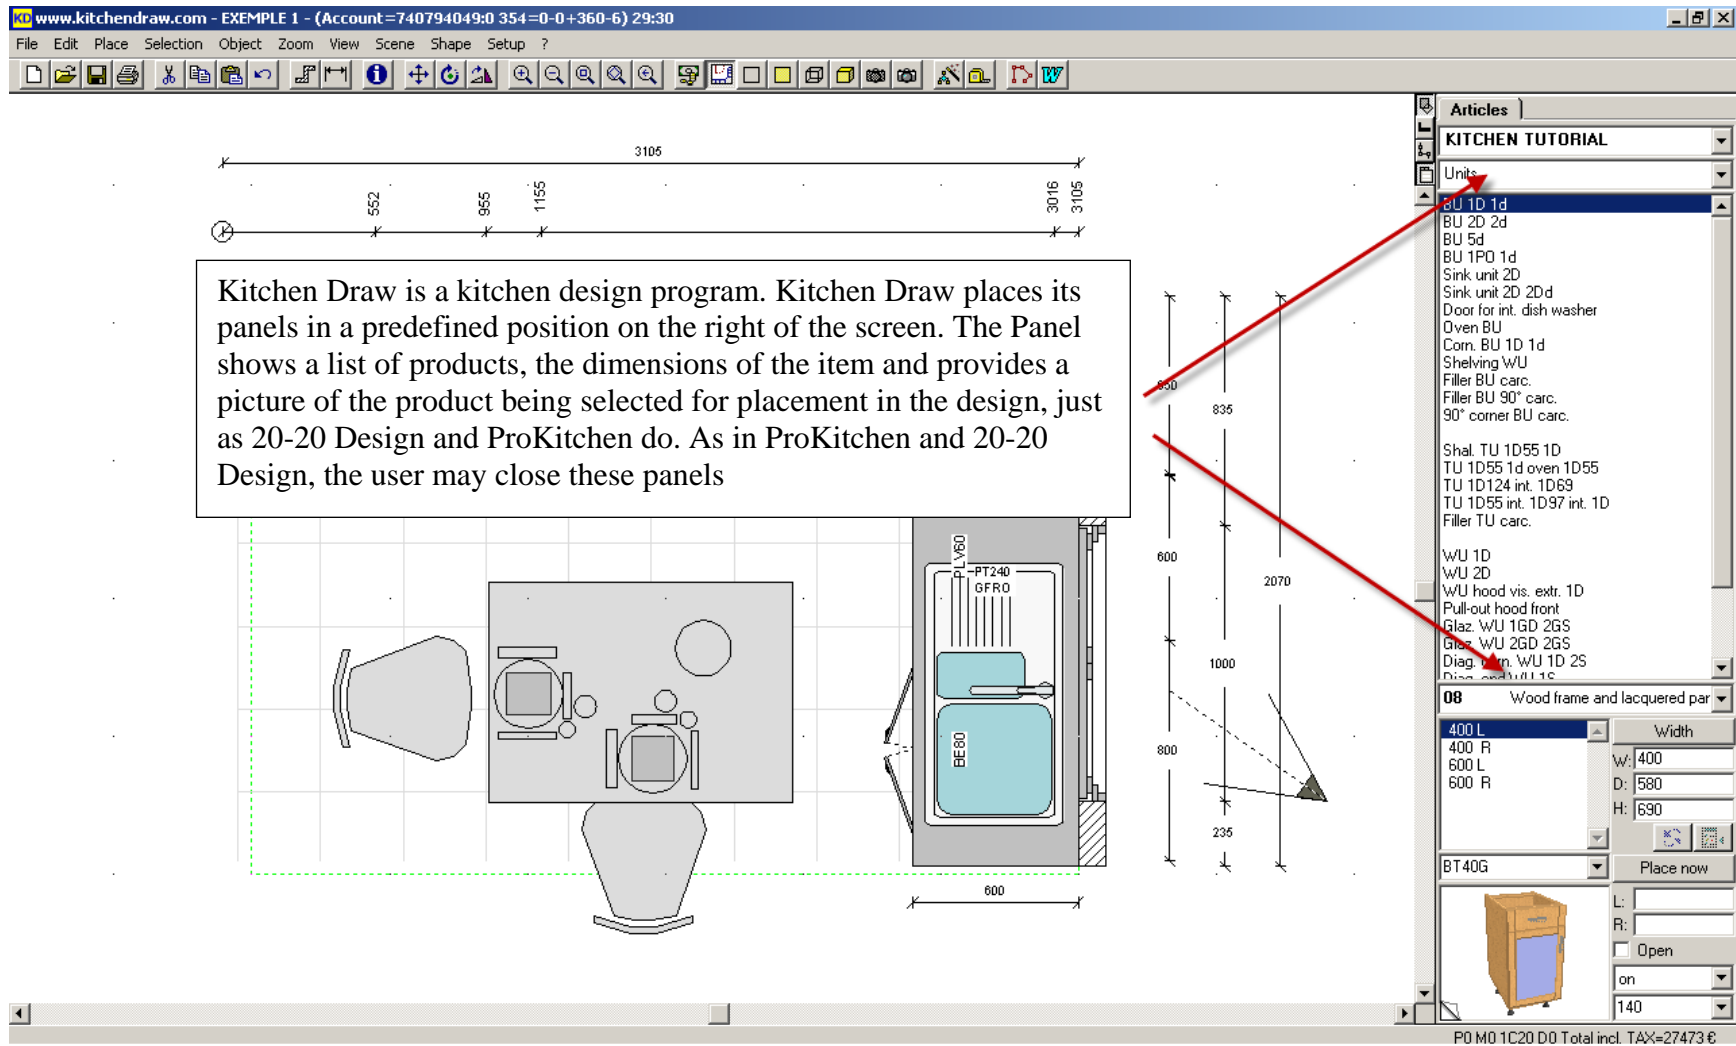 KD www.kitchendraw.com - EXEMPLE 1 - (Account=740794049:0 354=0-0+360-6) 29:30
File Edit Place Selection Object Zoom View Scene Shape Setup ?
Articles
KITCHEN TUTORIAL
Units
BU 1D 1d
BU 2D 2d
BU 5d
BU 1PO 1d
Sink unit 2D
Sink unit 2D 2Dd
Door for int. dish washer
Oven BU
Corn. BU 1D 1d
Shelving WU
Filler BU carc.
Filler BU 90° carc.
90° corner BU carc.
Shal. TU 1D55 1D
TU 1D55 1d oven 1D55
TU 1D124 int. 1D69
TU 1D55 int. 1D97 int. 1D
Filler TU carc.
WU 1D
WU 2D
WU hood vis. extr. 1D
Pull-out hood front
Glaz. WU 1GD 2GS
Glaz. WU 2GD 2GS
Diag. corn. WU 1D 2S
Diag. end WU 1S
08 Wood frame and lacquered par
400 L
400 R
600 L
600 R
Width
W: 400
D: 580
H: 690
BT40G
Place now
L:
R:
Open
on
140
3105
552 955 1155 3016 3105
Kitchen Draw is a kitchen design program. Kitchen Draw places its
panels in a predefined position on the right of the screen. The Panel
shows a list of products, the dimensions of the item and provides a
picture of the product being selected for placement in the design, just
as 20-20 Design and ProKitchen do. As in ProKitchen and 20-20
Design, the user may close these panels
835
600
2070
1000
800
235
600
PLV60
PT240
GFRO
BE80
P0 M0 1C20 D0 Total incl. TAX=27473 €